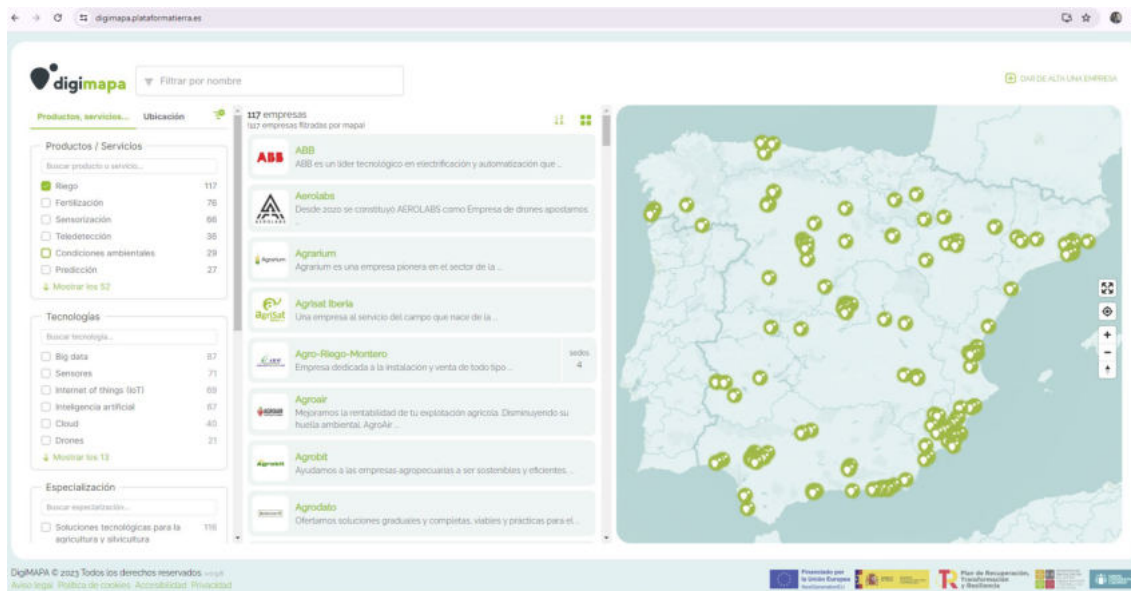 digimapa.plataformatierra.es
digimapa
Filtrar por nombre
DAR DE ALTA UNA EMPRESA
Productos, servicios...
Ubicación
Productos / Servicios
Buscar producto o servicio...
Riego 117
Fertilización 76
Sensorización 66
Teledetección 36
Condiciones ambientales 29
Predicción 27
Mostrar los 52
Tecnologías
Buscar tecnología...
Big data 87
Sensores 71
Internet of things (IoT) 69
Inteligencia artificial 67
Cloud 40
Drones 21
Mostrar los 13
Especialización
Buscar especialización...
Soluciones tecnológicas para la 116
agricultura y silvicultura
117 empresas
(117 empresas filtradas por mapa)
ABB
ABB
ABB es un líder tecnológico en electrificación y automatización que ...
AEROLABS
Aerolabs
Desde 2020 se constituyó AEROLABS como Empresa de drones apostamos
...
Agrarium
Agrarium
Agrarium es una empresa pionera en el sector de la ...
agrisat
Agrisat Iberia
Una empresa al servicio del campo que nace de la ...
Agro-Riego-Montero
Empresa dedicada a la instalación y venta de todo tipo ...
sedes
4
AGROAIR
Agroair
Mejoramos la rentabilidad de tu explotación agrícola. Disminuyendo su
huella ambiental. AgroAir ...
Agrobit
Agrobit
Ayudamos a las empresas agropecuarias a ser sostenibles y eficientes. ...
Agrodato
Ofertamos soluciones graduales y completas, viables y prácticas para el...
DigiMAPA © 2023 Todos los derechos reservados
Aviso legal Política de cookies Accesibilidad Privacidad
Financiado por
la Unión Europea
NextGenerationEU
Plan de Recuperación,
Transformación
y Resiliencia